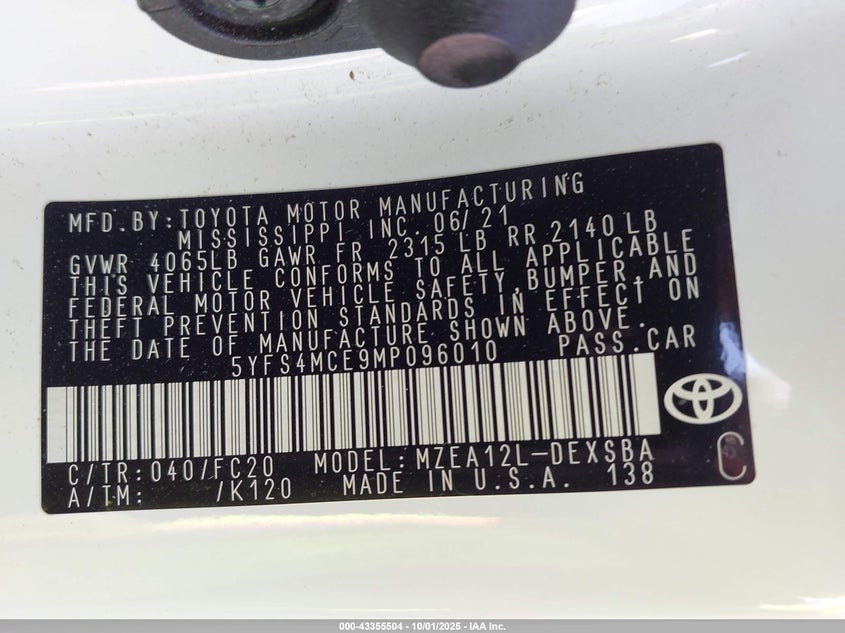 MFD. BY: TOYOTA MOTOR MANUFACTURING
MISSISSIPPI INC. 06/21
GVWR 4065LB GAWR FR 2315 LB RR 2140 LB
THIS VEHICLE CONFORMS TO ALL APPLICABLE
FEDERAL MOTOR VEHICLE SAFETY, BUMPER, AND
THEFT PREVENTION STANDARDS IN EFFECT ON
THE DATE OF MANUFACTURE SHOWN ABOVE.
5YFS4MCE9MP096010 PASS.CAR
C/TR: 040/FC20 MODEL: MZEA12L-DEXSBA
A/TM: /K120 MADE IN U.S.A. 138
C
000-43355504 - 10/01/2025 - IAA Inc.